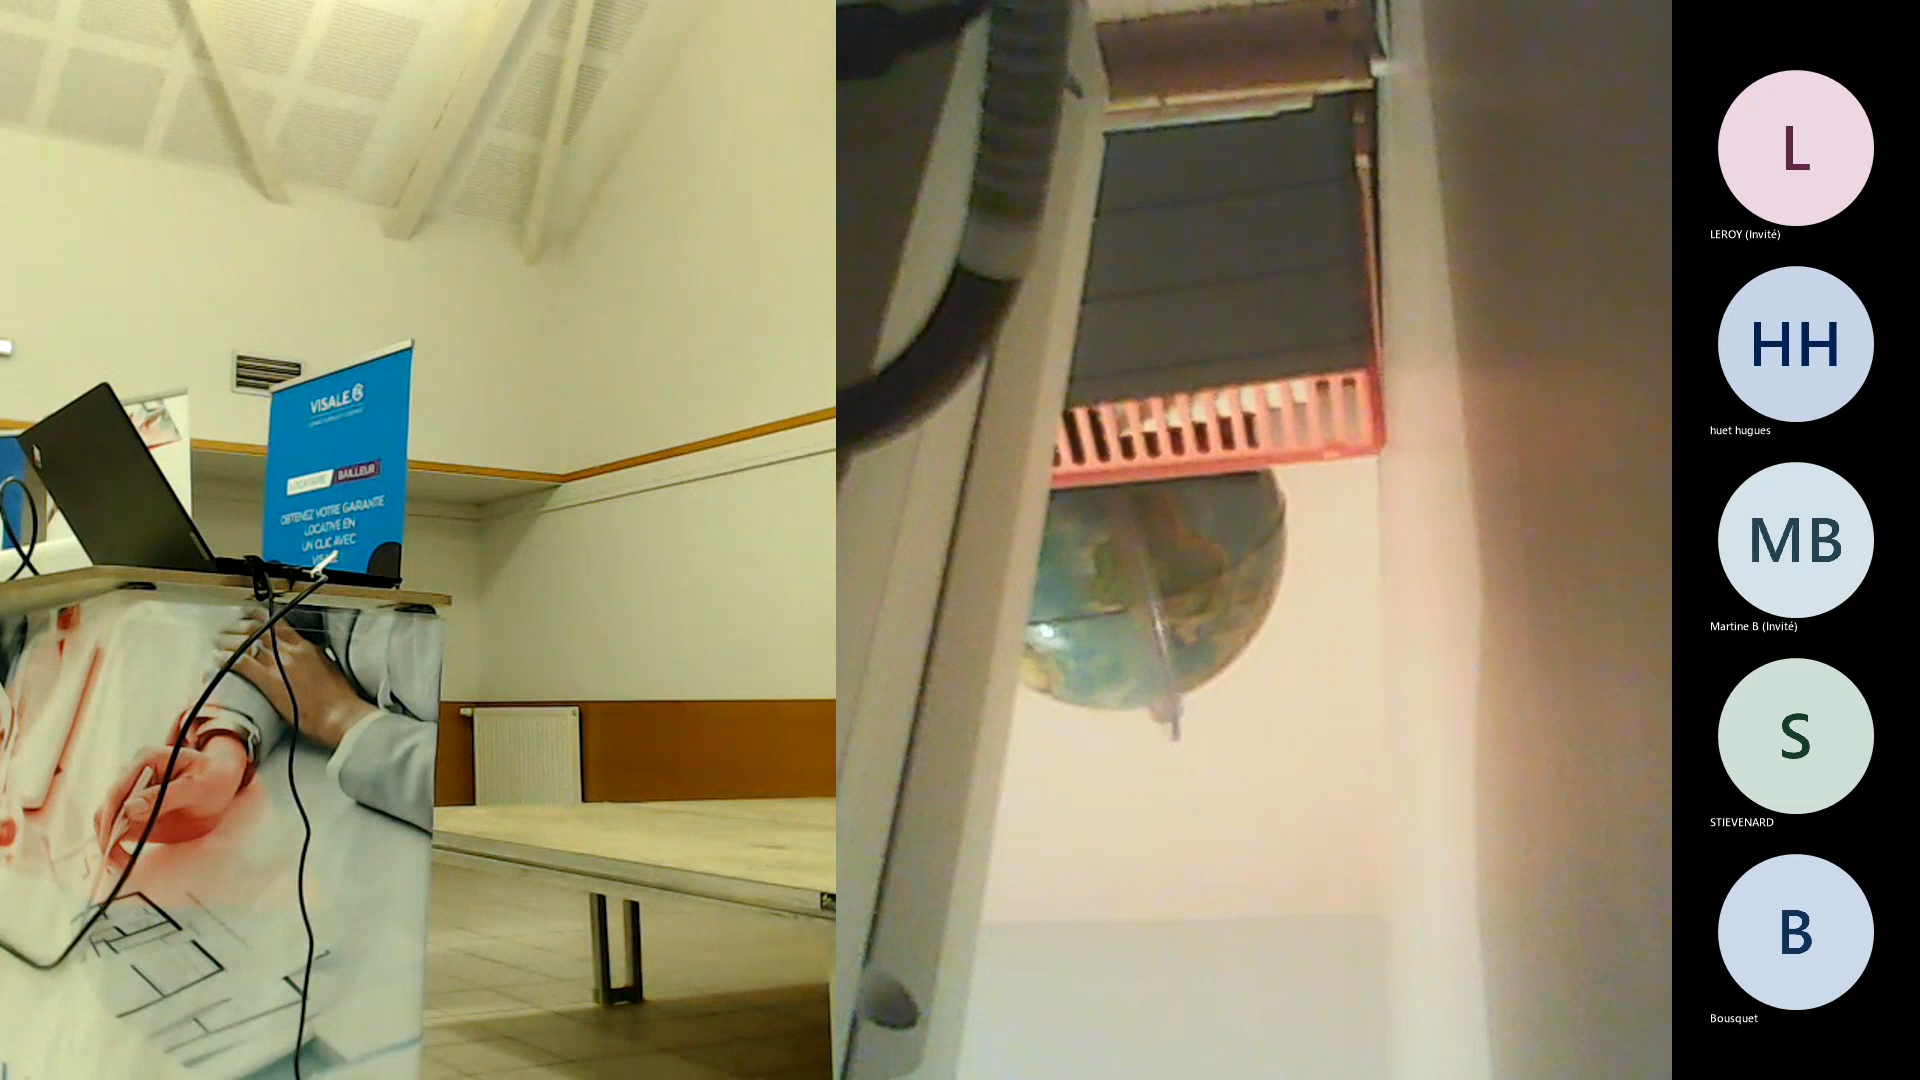 VISALE
LOCATAIRE BAILLEUR
OBTENEZ VOTRE GARANTIE
LOCATIVE EN
UN CLIC AVEC
L
LEROY (Invité)
HH
huet hugues
MB
Martine B (Invité)
S
STIEVENARD
B
Bousquet